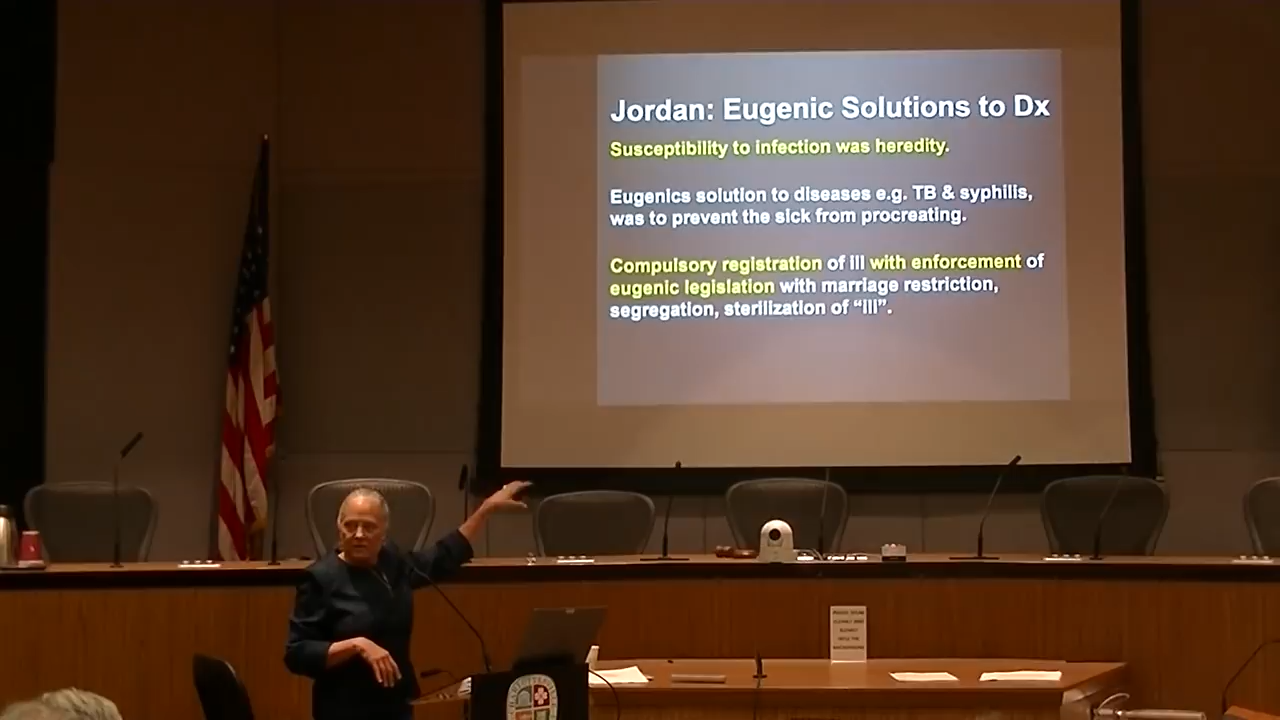 Jordan: Eugenic Solutions to Dx
Susceptibility to infection was heredity.
Eugenics solution to diseases e.g. TB & syphilis,
was to prevent the sick from procreating.
Compulsory registration of ill with enforcement of
eugenic legislation with marriage restriction,
segregation, sterilization of “ill”.